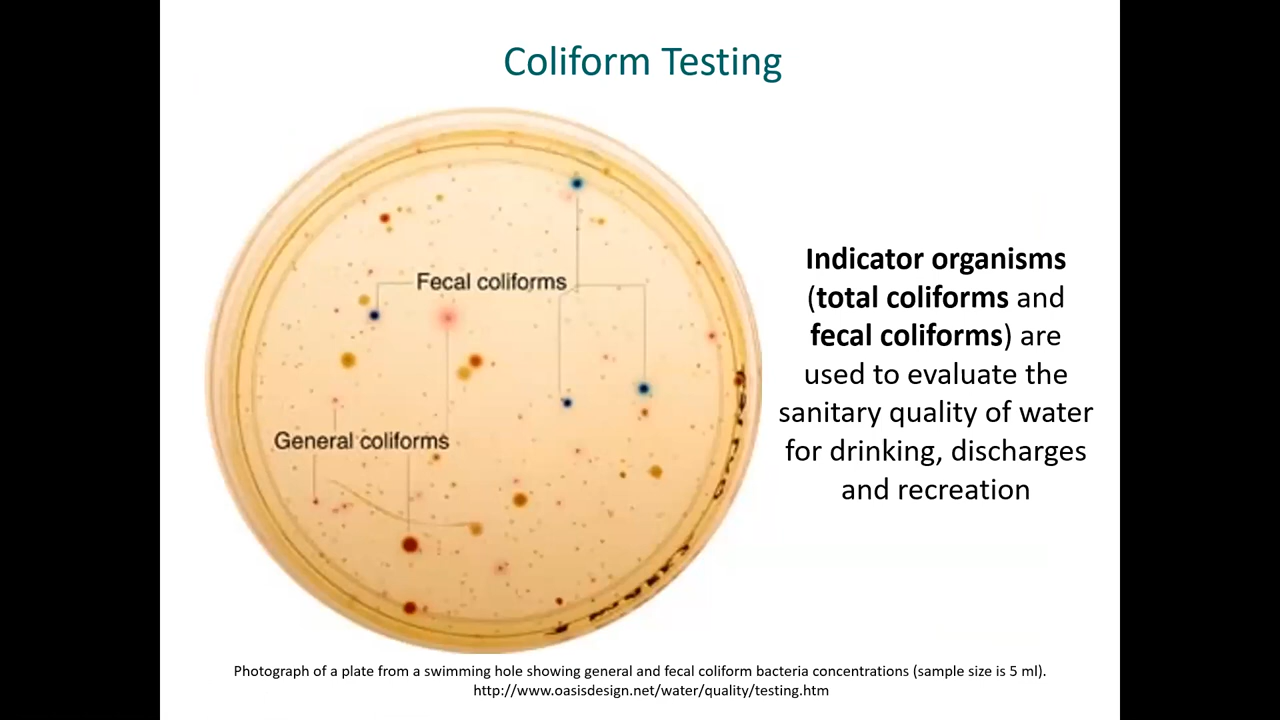 Coliform Testing
Fecal coliforms
General coliforms
Indicator organisms
(total coliforms and
fecal coliforms) are
used to evaluate the
sanitary quality of water
for drinking, discharges
and recreation
Photograph of a plate from a swimming hole showing general and fecal coliform bacteria concentrations (sample size is 5 ml).
http://www.oasisdesign.net/water/quality/testing.htm